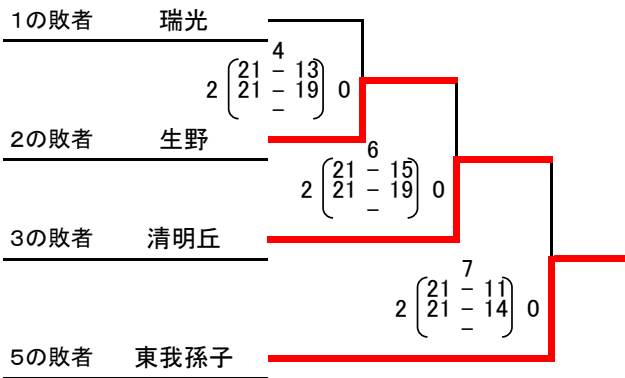 1の敗者 瑞光
4
2 21 － 13 0
21 － 19
－
2の敗者 生野
6
2 21 － 15 0
21 － 19
－
3の敗者 清明丘
7
2 21 － 11 0
21 － 14
－
5の敗者 東我孫子